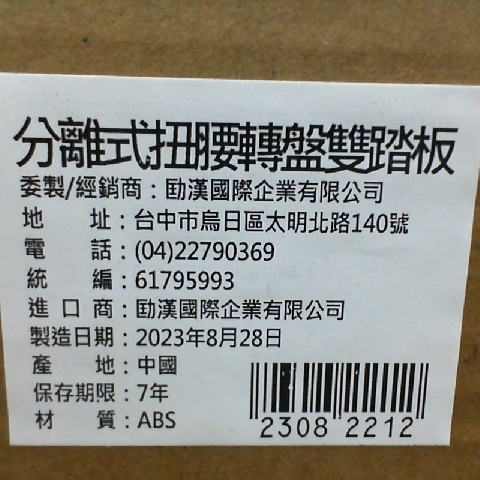 分離式扭腰轉盤雙踏板
委製/經銷商：勁漢國際企業有限公司
地　　址：台中市烏日區太明北路140號
電　　話：(04)22790369
統　　編：61795993
進 口 商：勁漢國際企業有限公司
製造日期：2023年8月28日
產　　地：中國
保存期限：7年
材　　質：ABS
2308 2212